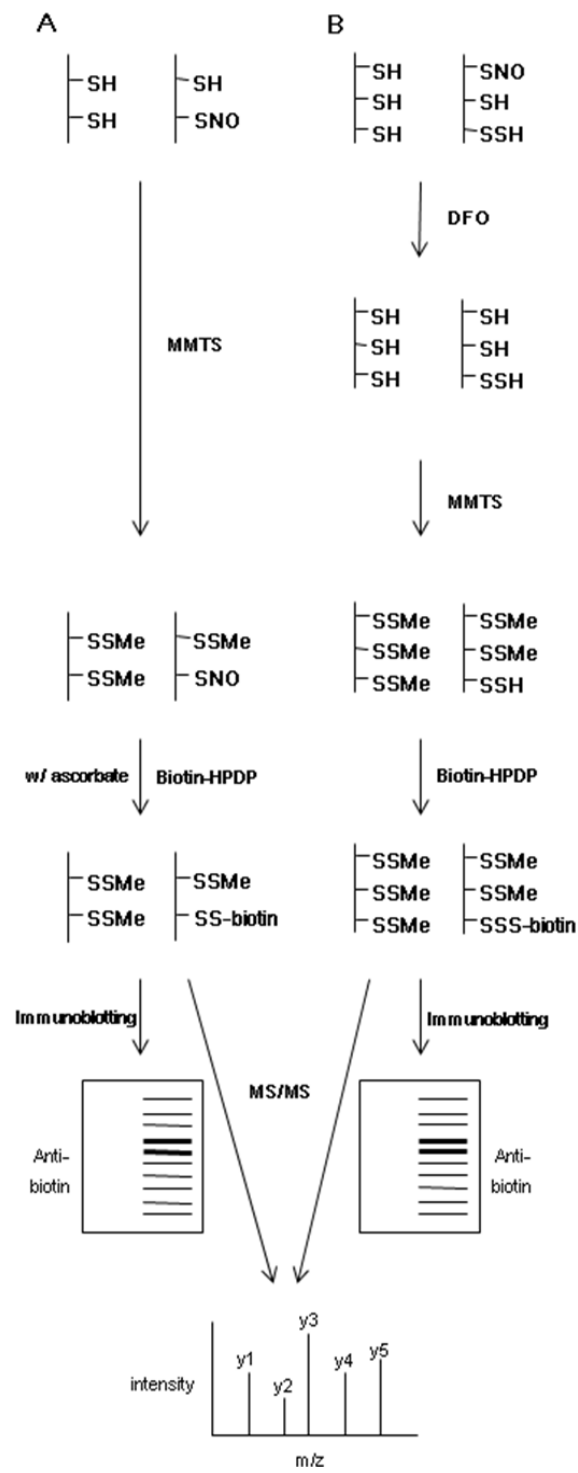 A B
SH SH SH SNO
SH SNO SH SH
SH SSH
DFO
SH SH
SH SH
SH SSH
MMTS
MMTS
SSMe SSMe SSMe SSMe
SSMe SNO SSMe SSMe
SSMe SSH
w/ ascorbate Biotin-HPDP Biotin-HPDP
SSMe SSMe SSMe SSMe
SSMe SS-biotin SSMe SSMe
SSMe SSS-biotin
Immunoblotting Immunoblotting
MS/MS
Anti-
biotin
Anti-
biotin
y1 y2 y3 y4 y5
intensity
m/z